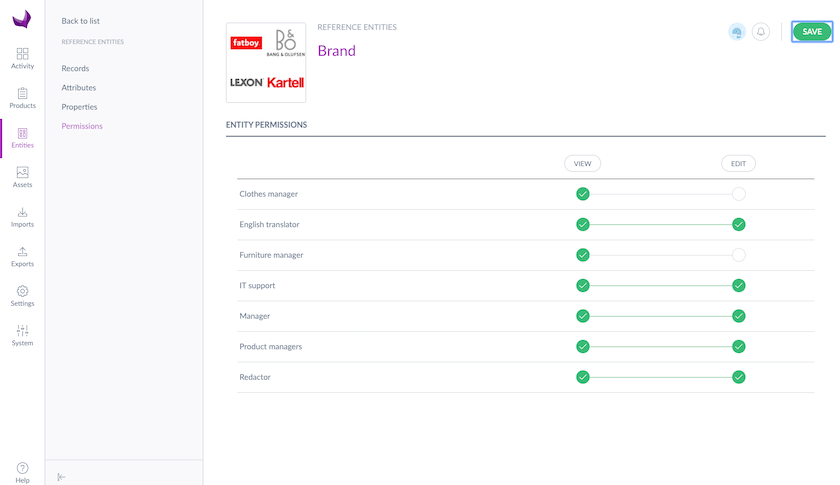 Activity
Products
Entities
Assets
Imports
Exports
Settings
System
Help
Back to list
REFERENCE ENTITIES
Records
Attributes
Properties
Permissions
fatboy
B&O
BANG & OLUFSEN
LEXON
Kartell
REFERENCE ENTITIES
Brand
SAVE
ENTITY PERMISSIONS
VIEW EDIT
Clothes manager
English translator
Furniture manager
IT support
Manager
Product managers
Redactor